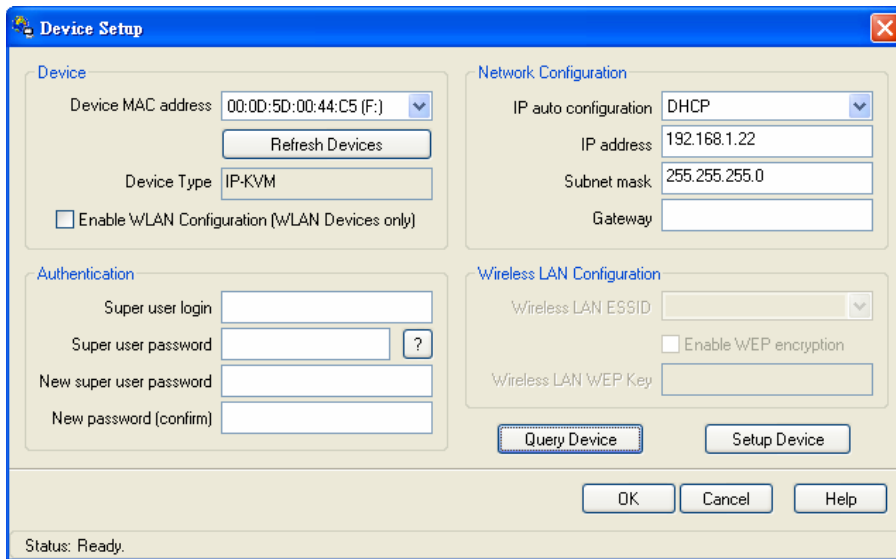 Device Setup
Device
Device MAC address 00:0D:5D:00:44:C5 (F:)
Refresh Devices
Device Type IP-KVM
Enable WLAN Configuration (WLAN Devices only)
Authentication
Super user login
Super user password ?
New super user password
New password (confirm)
Network Configuration
IP auto configuration DHCP
IP address 192.168.1.22
Subnet mask 255.255.255.0
Gateway
Wireless LAN Configuration
Wireless LAN ESSID
Enable WEP encryption
Wireless LAN WEP Key
Query Device Setup Device
OK Cancel Help
Status: Ready.